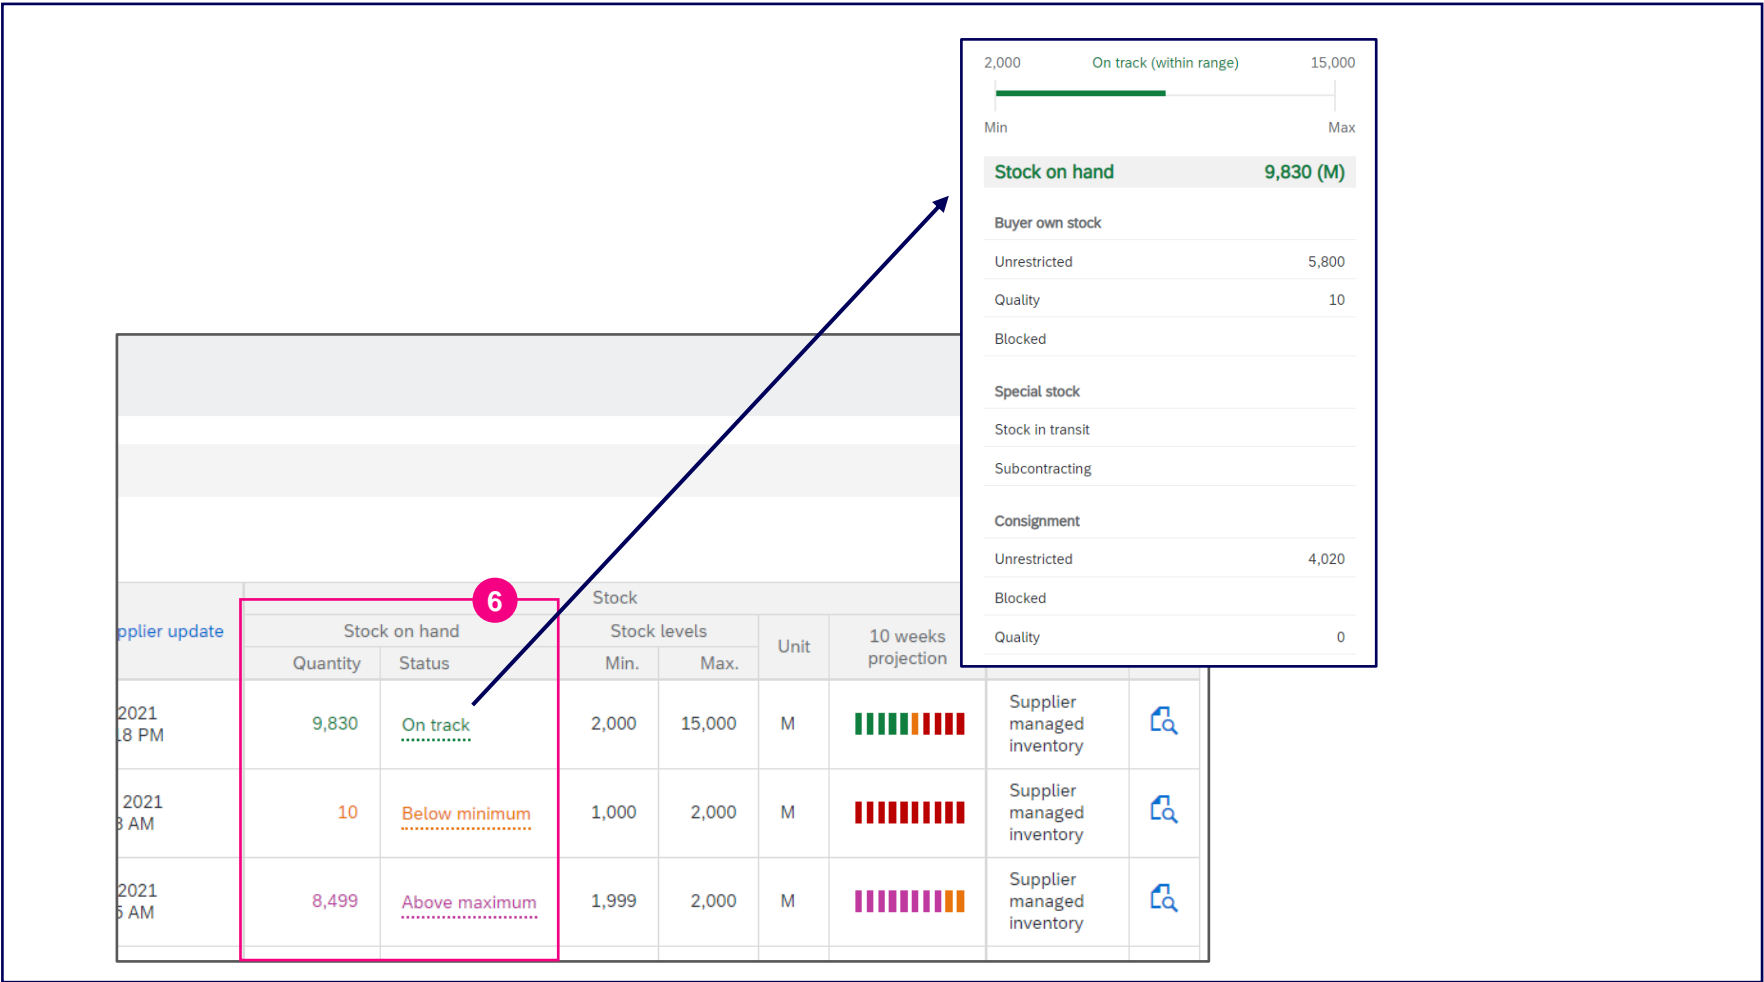 2,000 On track (within range) 15,000
Min Max
Stock on hand 9,830 (M)
Buyer own stock
Unrestricted 5,800
Quality 10
Blocked
Special stock
Stock in transit
Subcontracting
Consignment
Unrestricted 4,020
Blocked
Quality 0
6
Stock
pplier update Stock on hand Stock levels Unit 10 weeks
projection
Quantity Status Min. Max.
2021
18 PM 9,830 On track 2,000 15,000 M Supplier
managed
inventory
2021
3 AM 10 Below minimum 1,000 2,000 M Supplier
managed
inventory
2021
5 AM 8,499 Above maximum 1,999 2,000 M Supplier
managed
inventory